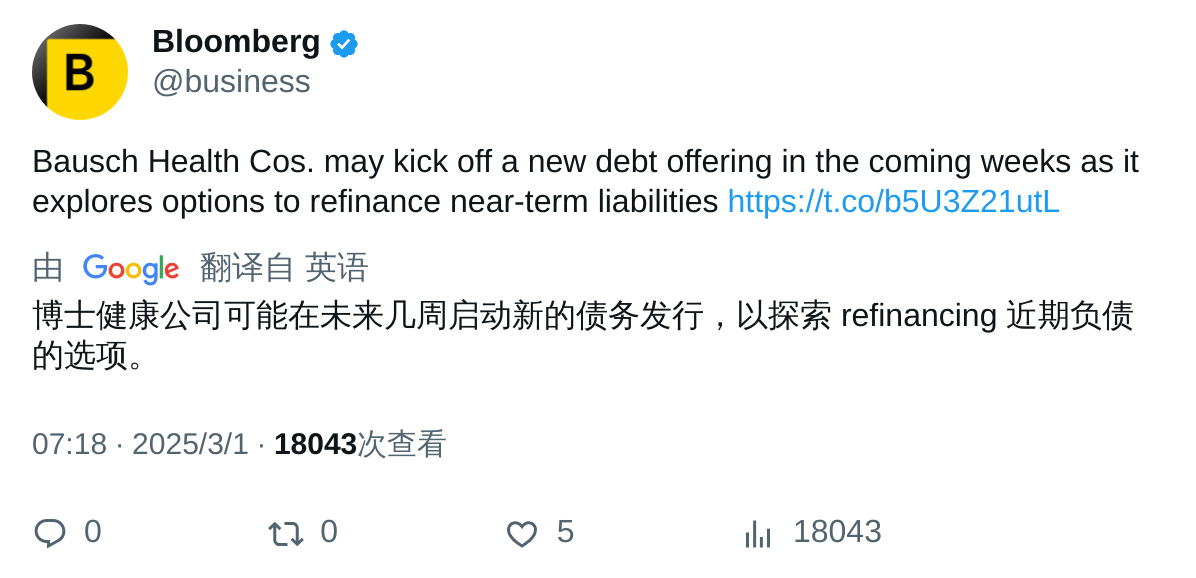 B
Bloomberg
@business
Bausch Health Cos. may kick off a new debt offering in the coming weeks as it
explores options to refinance near-term liabilities https://t.co/b5U3Z21utL
由 Google 翻译自 英语
博士健康公司可能在未来几周启动新的债务发行，以探索 refinancing 近期负债
的选项。
07:18 · 2025/3/1 · 18043次查看
0 0 5 18043